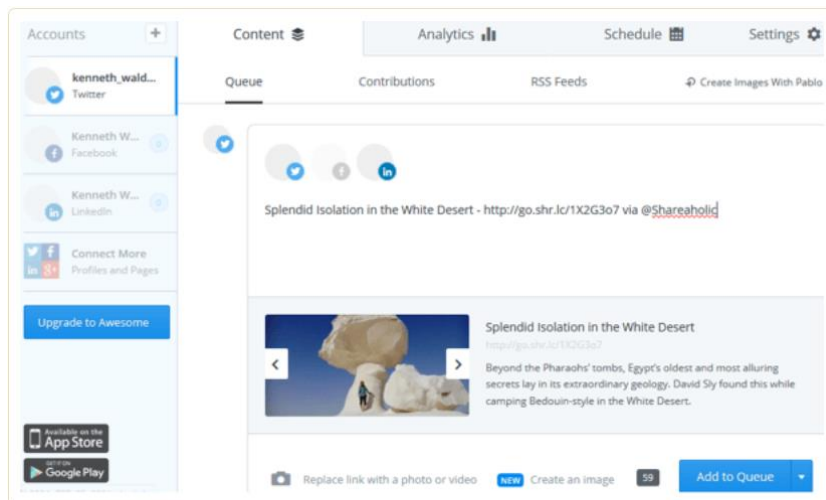 Accounts +
kenneth_wald...
Twitter
Kenneth W... 0
Facebook
Kenneth W... 0
LinkedIn
Connect More
Profiles and Pages
Upgrade to Awesome
Available on the
App Store
GET IT ON
Google Play
Content
Analytics
Schedule
Settings
Queue
Contributions
RSS Feeds
Create Images With Pablo
Splendid Isolation in the White Desert - http://go.shr.lc/1X2G3o7 via @Shareaholic
Splendid Isolation in the White Desert
http://go.shr.lc/1X2G3o7
Beyond the Pharaohs' tombs, Egypt's oldest and most alluring
secrets lay in its extraordinary geology. David Sly found this while
camping Bedouin-style in the White Desert.
Replace link with a photo or video
NEW Create an image
59
Add to Queue